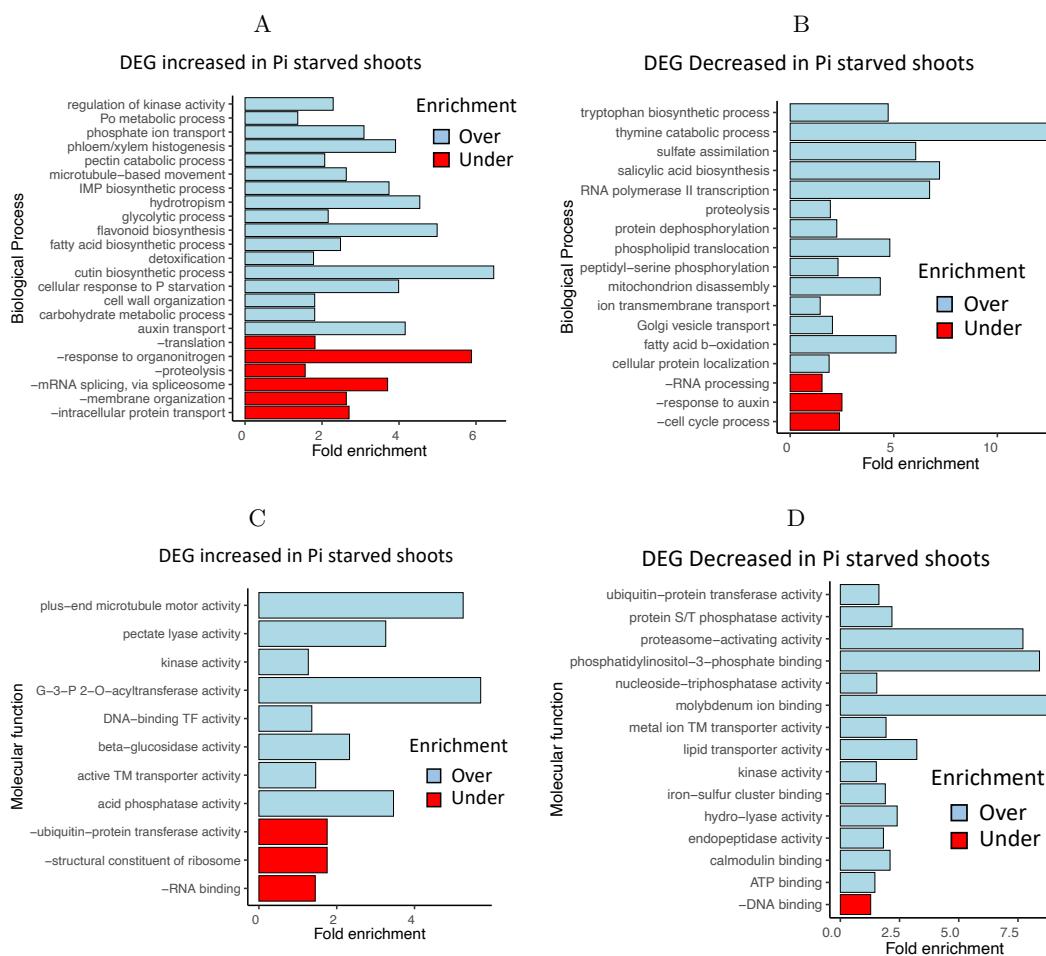 A
DEG increased in Pi starved shoots
Biological Process
regulation of kinase activity
Po metabolic process
phosphate ion transport
phloem/xylem histogenesis
pectin catabolic process
microtubule-based movement
IMP biosynthetic process
hydrotropism
glycolytic process
flavonoid biosynthesis
fatty acid biosynthetic process
detoxification
cutin biosynthetic process
cellular response to P starvation
cell wall organization
carbohydrate metabolic process
auxin transport
-translation
-response to organonitrogen
-proteolysis
-mRNA splicing, via spliceosome
-membrane organization
-intracellular protein transport
0 2 4 6
Fold enrichment
Enrichment
Over
Under
B
DEG Decreased in Pi starved shoots
Biological Process
tryptophan biosynthetic process
thymine catabolic process
sulfate assimilation
salicylic acid biosynthesis
RNA polymerase II transcription
proteolysis
protein dephosphorylation
phospholipid translocation
peptidyl-serine phosphorylation
mitochondrion disassembly
ion transmembrane transport
Golgi vesicle transport
fatty acid b-oxidation
cellular protein localization
-RNA processing
-response to auxin
-cell cycle process
0 5 10
Fold enrichment
Enrichment
Over
Under
C
DEG increased in Pi starved shoots
Molecular function
plus-end microtubule motor activity
pectate lyase activity
kinase activity
G-3-P 2-O-acyltransferase activity
DNA-binding TF activity
beta-glucosidase activity
active TM transporter activity
acid phosphatase activity
-ubiquitin-protein transferase activity
-structural constituent of ribosome
-RNA binding
0 2 4
Fold enrichment
Enrichment
Over
Under
D
DEG Decreased in Pi starved shoots
Molecular function
ubiquitin-protein transferase activity
protein S/T phosphatase activity
proteasome-activating activity
phosphatidylinositol-3-phosphate binding
nucleoside-triphosphatase activity
molybdenum ion binding
metal ion TM transporter activity
lipid transporter activity
kinase activity
iron-sulfur cluster binding
hydro-lyase activity
endopeptidase activity
calmodulin binding
ATP binding
-DNA binding
0.0 2.5 5.0 7.5
Fold enrichment
Enrichment
Over
Under